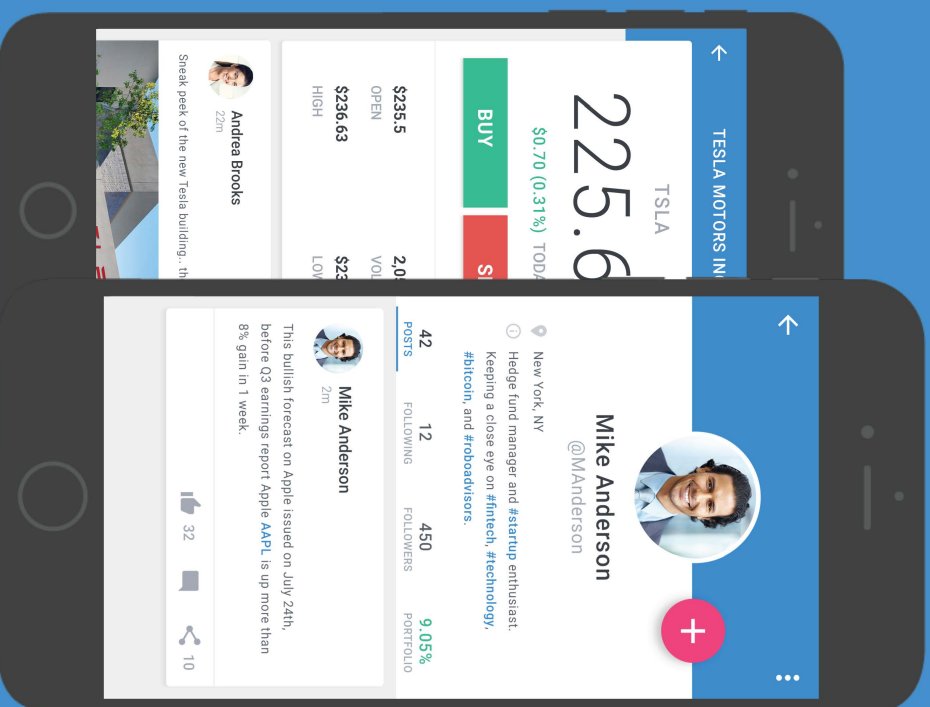 TESLA MOTORS IN
TSLA
225.6
$0.70 (0.31%) TODA
BUY
$235.5
OPEN
2,0
VOL
$236.63
HIGH
$23
LOW
Andrea Brooks
22m
Sneak peek of the new Tesla building.. th
Mike Anderson
@MAnderson
New York, NY
Hedge fund manager and #startup enthusiast.
Keeping a close eye on #fintech, #technology,
#bitcoin, and #roboadvisors.
42
POSTS
12
FOLLOWING
450
FOLLOWERS
9.05%
PORTFOLIO
Mike Anderson
2m
This bullish forecast on Apple issued on July 24th,
before Q3 earnings report Apple AAPL is up more than
8% gain in 1 week.
32
10